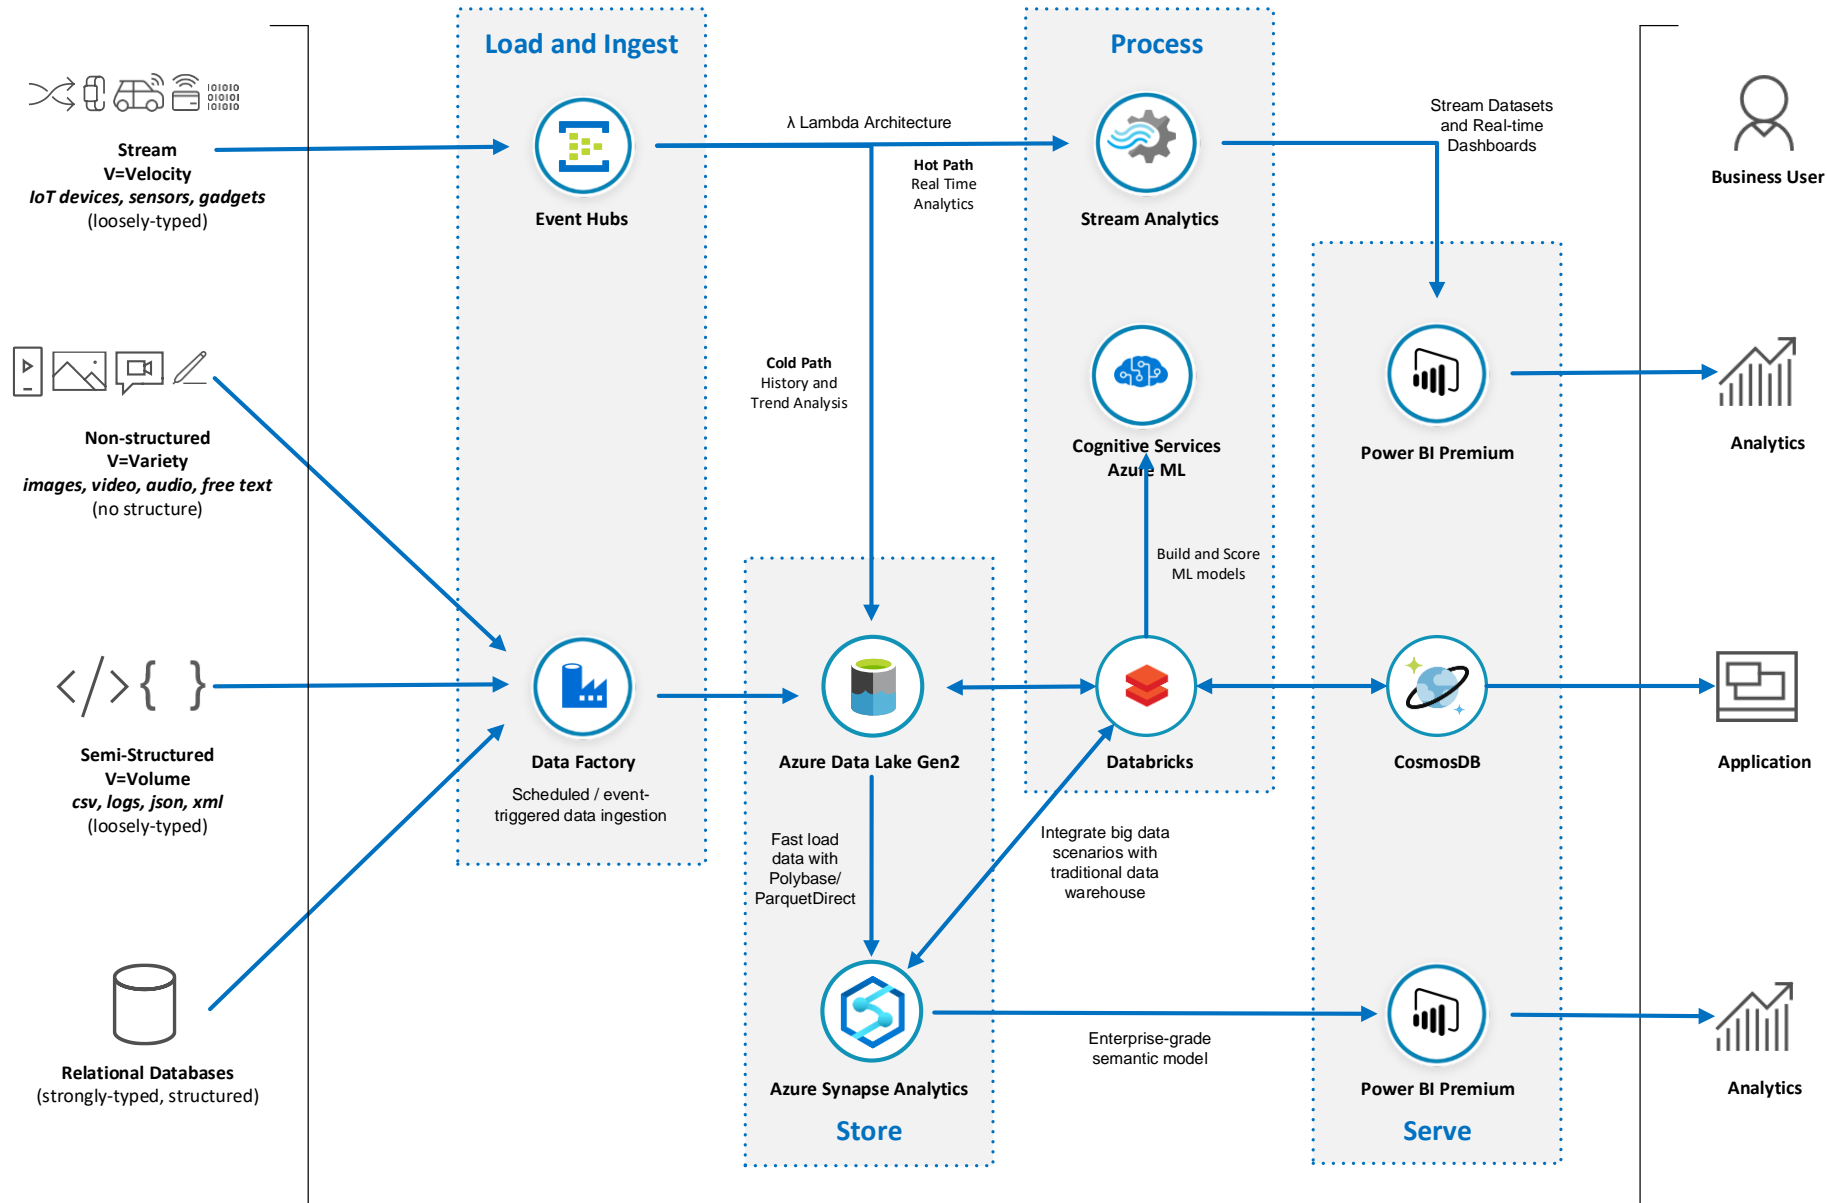 Load and Ingest
Process
10101
010101
101010
λ Lambda Architecture
Stream Datasets
and Real-time
Dashboards
Stream
V=Velocity
IoT devices, sensors, gadgets
(loosely-typed)
Event Hubs
Hot Path
Real Time
Analytics
Stream Analytics
Business User
Non-structured
V=Variety
images, video, audio, free text
(no structure)
Cold Path
History and
Trend Analysis
Cognitive Services
Azure ML
Power BI Premium
Analytics
Build and Score
ML models
</> { }
Semi-Structured
V=Volume
csv, logs, json, xml
(loosely-typed)
Data Factory
Scheduled / event-
triggered data ingestion
Azure Data Lake Gen2
Databricks
CosmosDB
Application
Fast load
data with
Polybase/
ParquetDirect
Integrate big data
scenarios with
traditional data
warehouse
Relational Databases
(strongly-typed, structured)
Azure Synapse Analytics
Enterprise-grade
semantic model
Power BI Premium
Analytics
Store
Serve